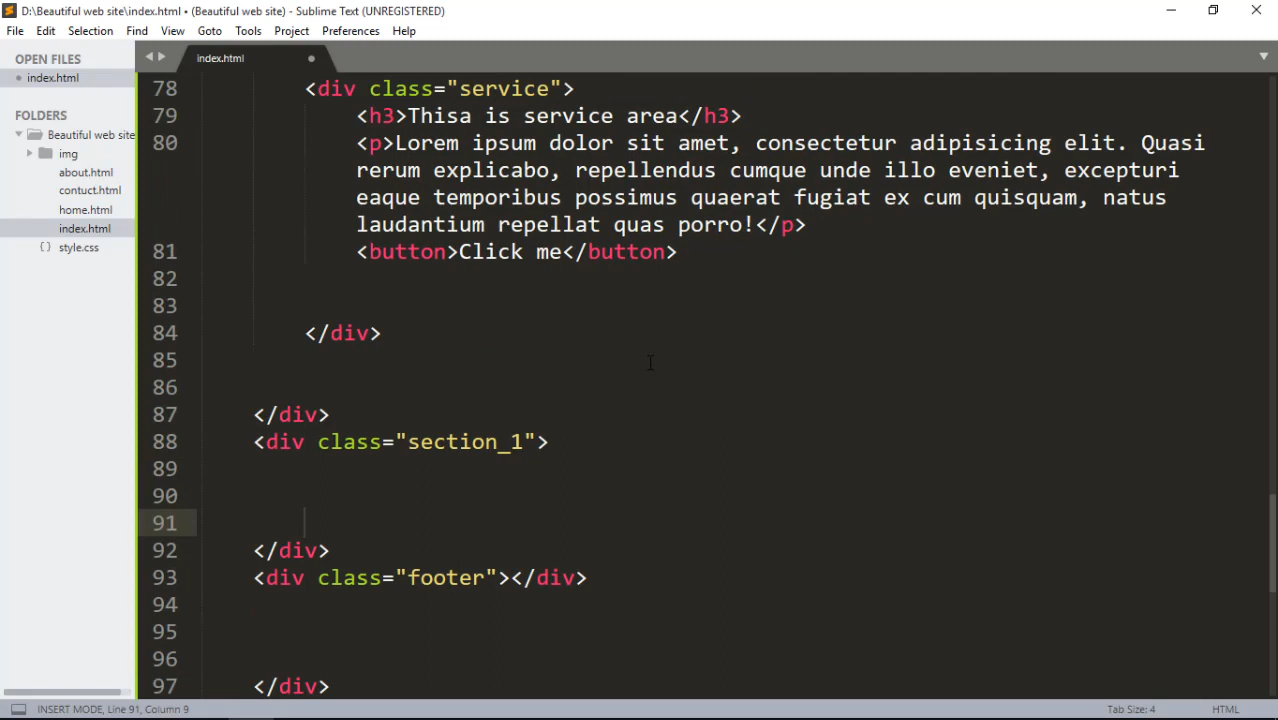 D:\Beautiful web site\index.html • (Beautiful web site) - Sublime Text (UNREGISTERED)
File Edit Selection Find View Goto Tools Project Preferences Help
OPEN FILES
index.html
FOLDERS
Beautiful web site
img
about.html
contuct.html
home.html
index.html
{} style.css
index.html
78 <div class="service">
79 <h3>Thisa is service area</h3>
80 <p>Lorem ipsum dolor sit amet, consectetur adipisicing elit. Quasi
rerum explicabo, repellendus cumque unde illo eveniet, excepturi
eaque temporibus possimus quaerat fugiat ex cum quisquam, natus
laudantium repellat quas porro!</p>
81 <button>Click me</button>
82
83
84 </div>
85
86
87 </div>
88 <div class="section_1">
89
90
91
92 </div>
93 <div class="footer"></div>
94
95
96
97 </div>
INSERT MODE, Line 91, Column 9
Tab Size: 4
HTML